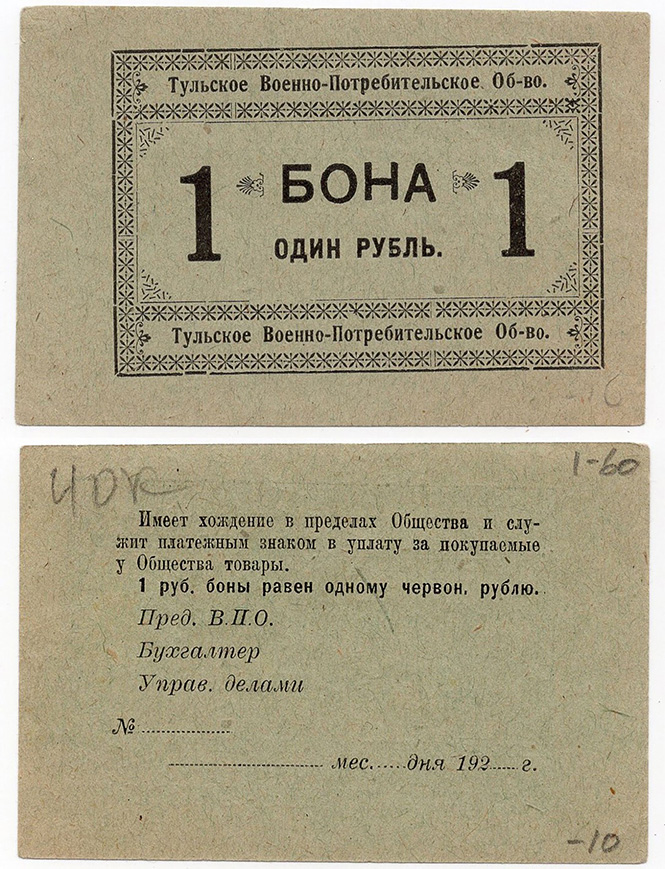 Тульское Военно-Потребительское Об-во.
1 БОНА 1
ОДИН РУБЛЬ.
Тульское Военно-Потребительское Об-во.
1-60
Имеет хождение в пределах Общества и слу-
жит платежным знаком в уплату за покупаемые
у Общества товары.
1 руб. боны равен одному червон, рублю.
Пред. В.П.О.
Бухгалтер
Управ. делами
№ ............
............ мес.....дня 192.....г.
-10